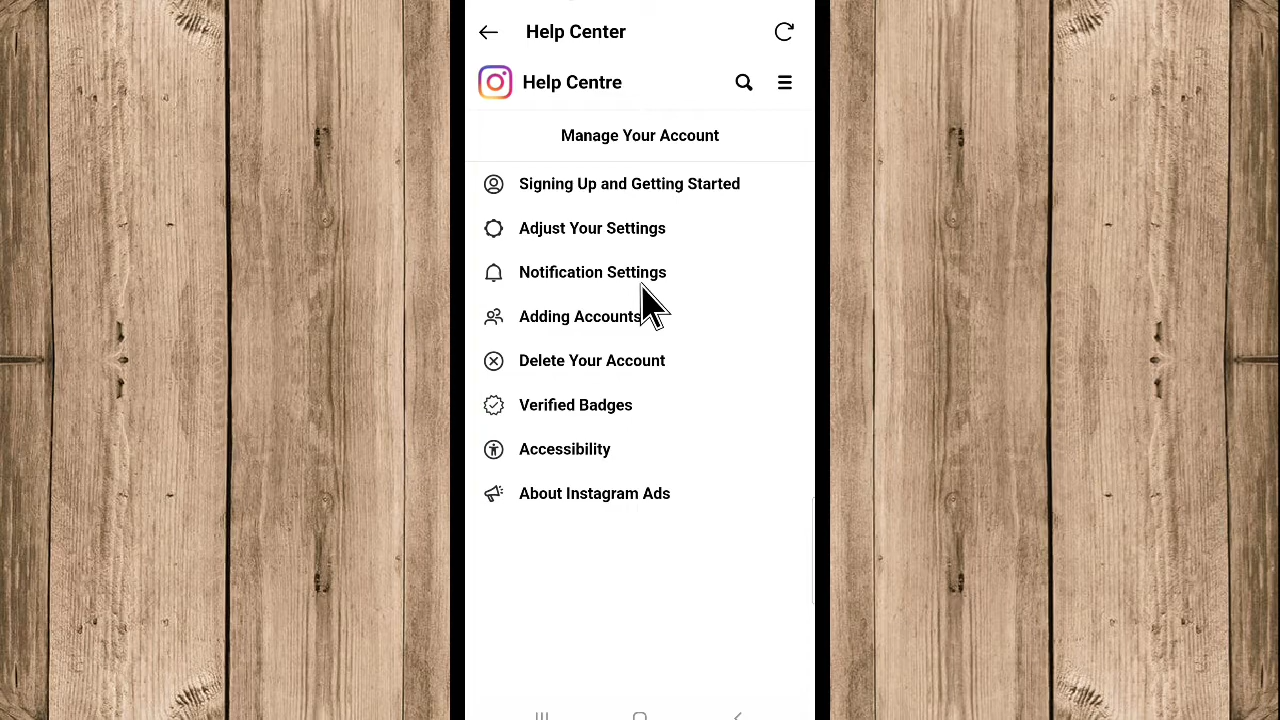 Help Center
Help Centre
Manage Your Account
Signing Up and Getting Started
Adjust Your Settings
Notification Settings
Adding Accounts
Delete Your Account
Verified Badges
Accessibility
About Instagram Ads